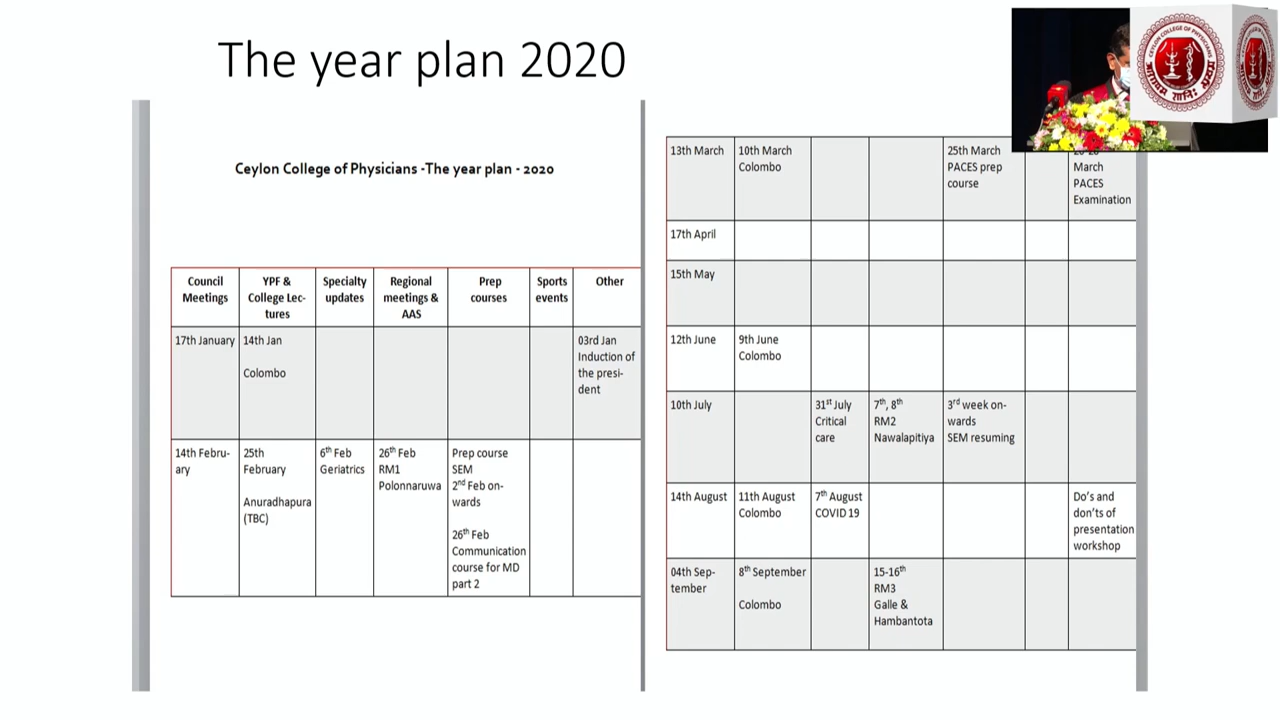 The year plan 2020
Ceylon College of Physicians -The year plan - 2020
Council Meetings	YPF & College Lec-tures	Specialty updates	Regional meetings & AAS	Prep courses	Sports events	Other
17th January	14th Jan Colombo					03rd Jan Induction of the presi-dent
14th Febru-ary	25th February Anuradhapura (TBC)	6th Feb Geriatrics	26th Feb RM1 Polonnaruwa	Prep course SEM 2nd Feb on-wards 26th Feb Communication course for MD part 2
13th March	10th March Colombo			25th March PACES prep course		March PACES Examination
17th April
15th May
12th June	9th June Colombo
10th July		31st July Critical care	7th, 8th RM2 Nawalapitiya	3rd week on-wards SEM resuming
14th August	11th August Colombo	7th August COVID 19				Do's and don'ts of presentation workshop
04th Sep-tember	8th September Colombo		15-16th RM3 Galle & Hambantota
CEYLON COLLEGE OF PHYSICIANS